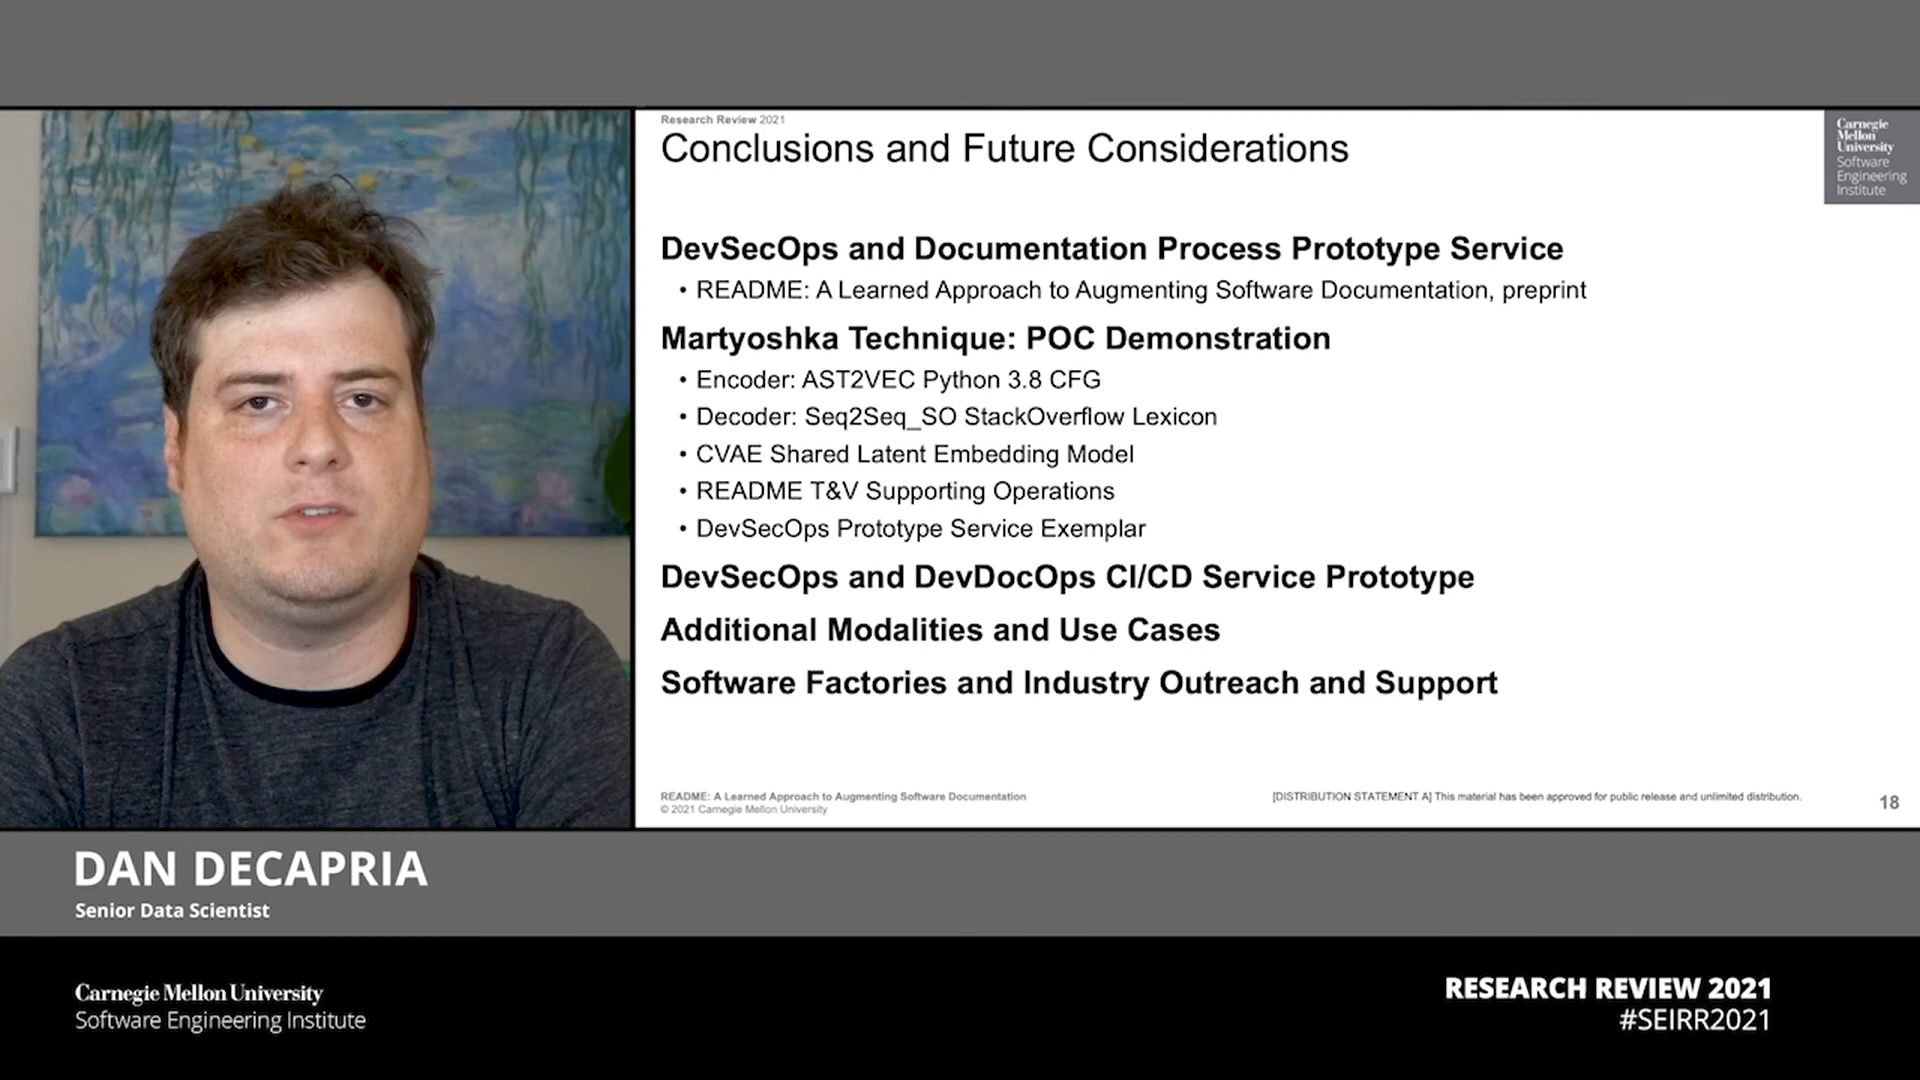 Research Review 2021
Conclusions and Future Considerations
Carnegie
Mellon
University
Software
Engineering
Institute
DevSecOps and Documentation Process Prototype Service
• README: A Learned Approach to Augmenting Software Documentation, preprint
Martyoshka Technique: POC Demonstration
• Encoder: AST2VEC Python 3.8 CFG
• Decoder: Seq2Seq_SO StackOverflow Lexicon
• CVAE Shared Latent Embedding Model
• README T&V Supporting Operations
• DevSecOps Prototype Service Exemplar
DevSecOps and DevDocOps CI/CD Service Prototype
Additional Modalities and Use Cases
Software Factories and Industry Outreach and Support
README: A Learned Approach to Augmenting Software Documentation
© 2021 Carnegie Mellon University
[DISTRIBUTION STATEMENT A] This material has been approved for public release and unlimited distribution.
18
DAN DECAPRIA
Senior Data Scientist
Carnegie Mellon University
Software Engineering Institute
RESEARCH REVIEW 2021
#SEIRR2021